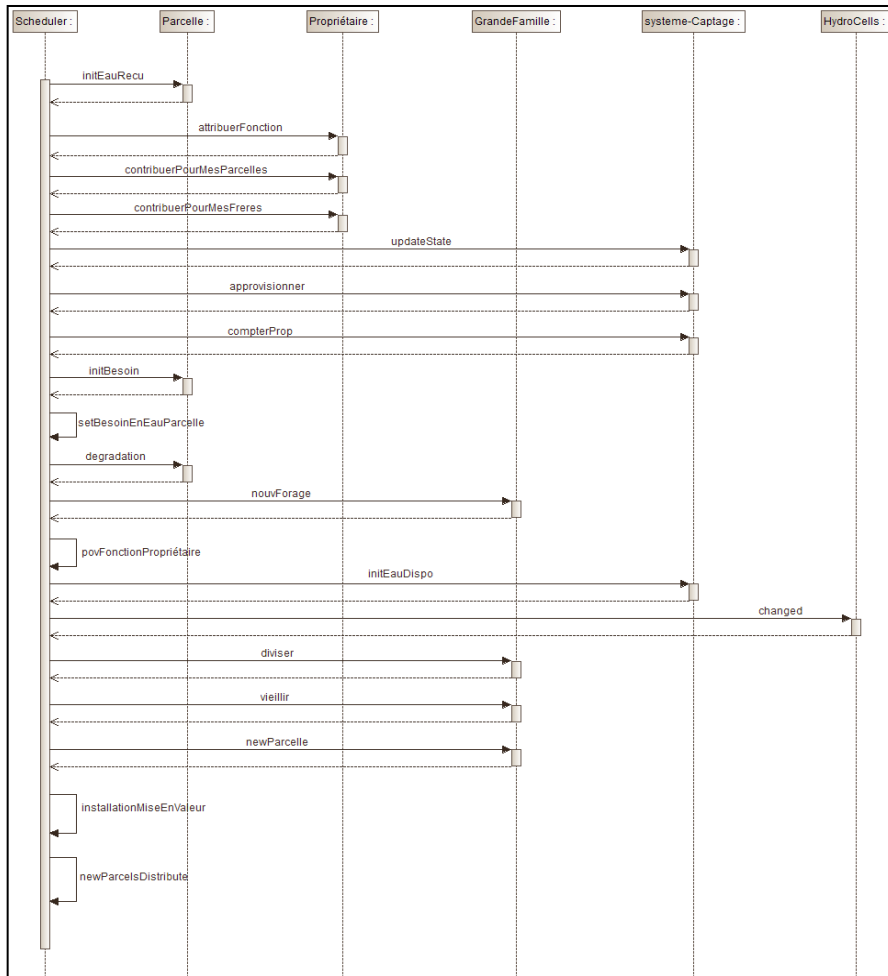 Scheduler : Parcelle : Propriétaire : GrandeFamille : systeme-Captage : HydroCells :
initEauRecu
attribuerFonction
contribuerPourMesParcelles
contribuerPourMesFreres
updateState
approvisionner
compterProp
initBesoin
setBesoinEnEauParcelle
degradation
nouvForage
povFonctionPropriétaire
initEauDispo
changed
diviser
vieillir
newParcelle
installationMiseEnValeur
newParcelsDistribute